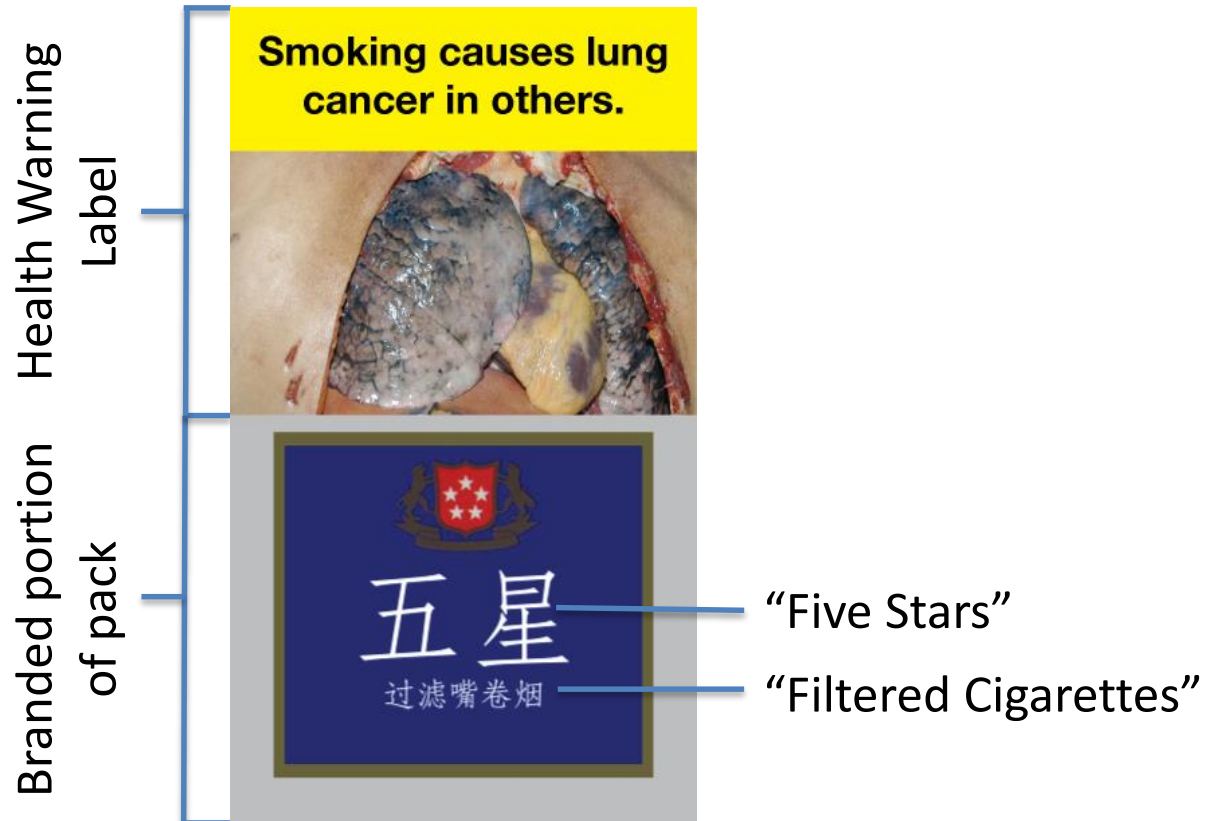 Health Warning
Label
Smoking causes lung
cancer in others.
Branded portion
of pack
五星
过滤嘴卷烟
“Five Stars”
“Filtered Cigarettes”